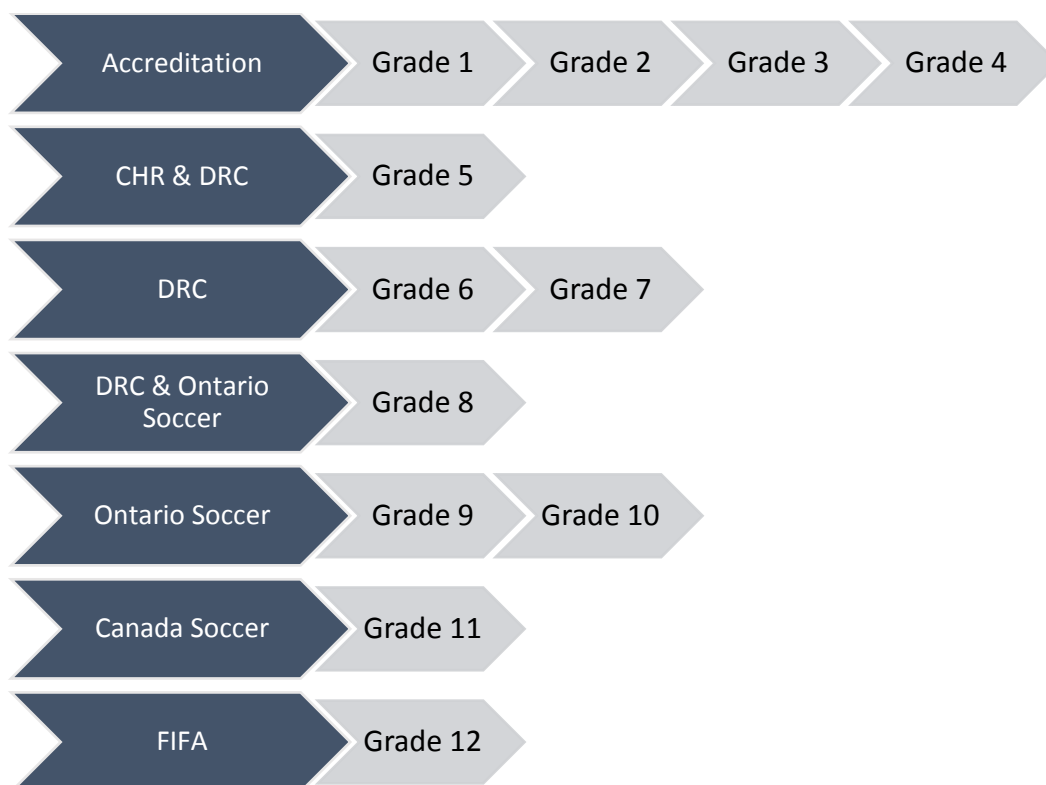 Accreditation Grade 1 Grade 2 Grade 3 Grade 4
CHR & DRC Grade 5
DRC Grade 6 Grade 7
DRC & Ontario
Soccer
Grade 8
Ontario Soccer Grade 9 Grade 10
Canada Soccer Grade 11
FIFA Grade 12